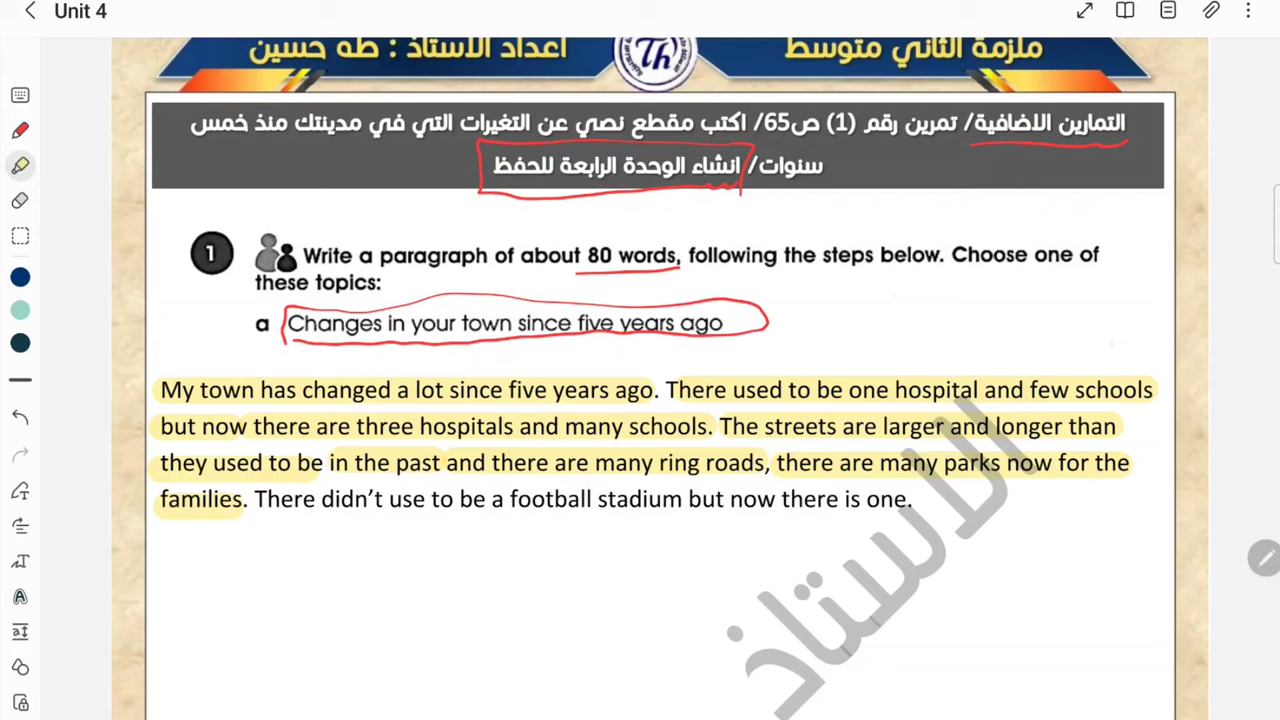 Unit 4
ملزمة الثاني متوسط
اعداد الاستاذ : طه حسين
Th
التمارين الاضافية/ تمرين رقم (1) ص65/ اكتب مقطع نصي عن التغيرات التي في مدينتك منذ خمس
سنوات/ انشاء الوحدة الرابعة للحفظ
1 Write a paragraph of about 80 words, following the steps below. Choose one of
these topics:
a Changes in your town since five years ago
My town has changed a lot since five years ago. There used to be one hospital and few schools
but now there are three hospitals and many schools. The streets are larger and longer than
they used to be in the past and there are many ring roads, there are many parks now for the
families. There didn't use to be a football stadium but now there is one.
الاستاذ